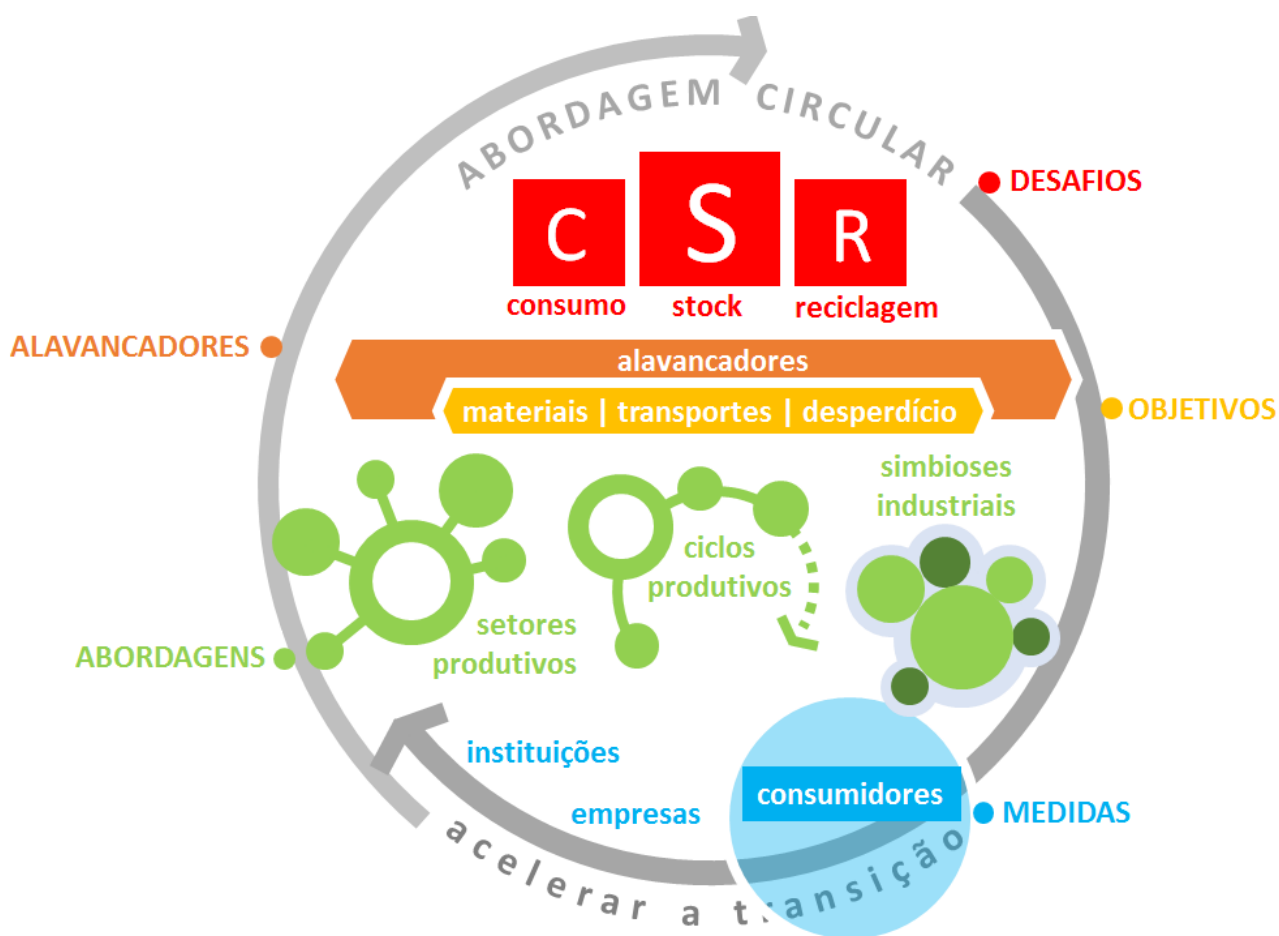 ABORDAGEM CIRCULAR
DESAFIOS
C S R
consumo stock reciclagem
ALAVANCADORES
alavancadores
materiais | transportes | desperdício
OBJETIVOS
simbioses
industriais
ciclos
produtivos
setores
produtivos
ABORDAGENS
instituições
consumidores
empresas
MEDIDAS
acelerar a transição